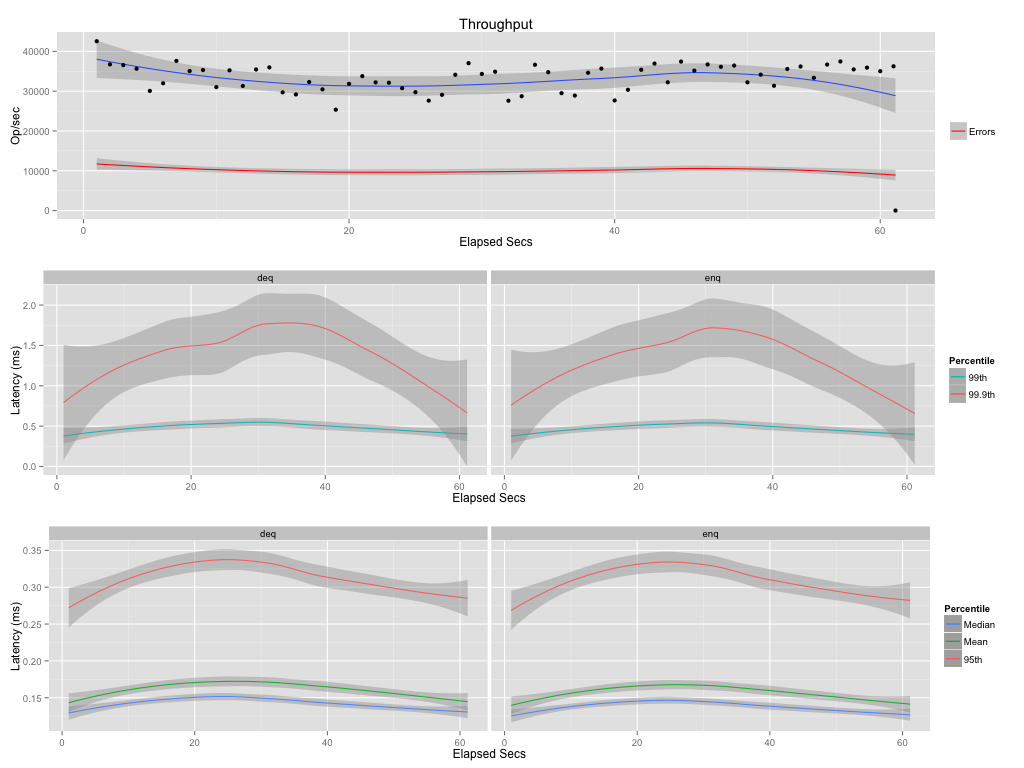 Throughput
40000
30000
20000
10000
0
Op/sec
0 20 40 60
Elapsed Secs
Errors
deq enq
2.0
1.5
1.0
0.5
0.0
Latency (ms)
0 20 40 60 0 20 40 60
Elapsed Secs
Percentile
99th
99.9th
deq enq
0.35
0.30
0.25
0.20
0.15
Latency (ms)
0 20 40 60 0 20 40 60
Elapsed Secs
Percentile
Median
Mean
95th